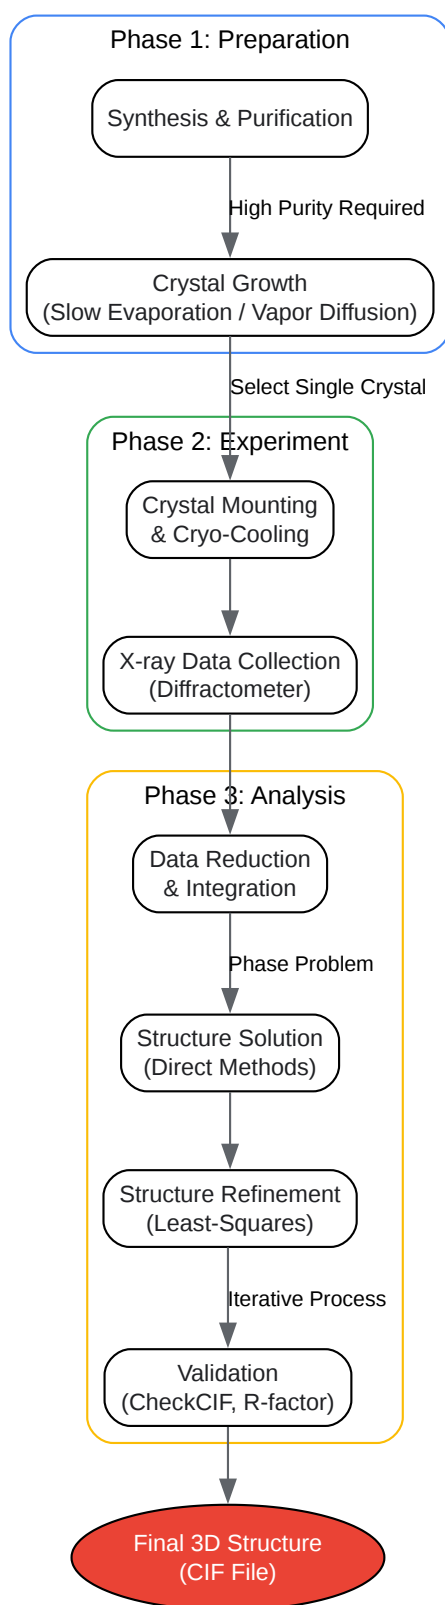 Phase 1: Preparation
Synthesis & Purification
High Purity Required
Crystal Growth
(Slow Evaporation / Vapor Diffusion)
Select Single Crystal
Phase 2: Experiment
Crystal Mounting
& Cryo-Cooling
X-ray Data Collection
(Diffractometer)
Phase 3: Analysis
Data Reduction
& Integration
Phase Problem
Structure Solution
(Direct Methods)
Structure Refinement
(Least-Squares)
Iterative Process
Validation
(CheckCIF, R-factor)
Final 3D Structure
(CIF File)